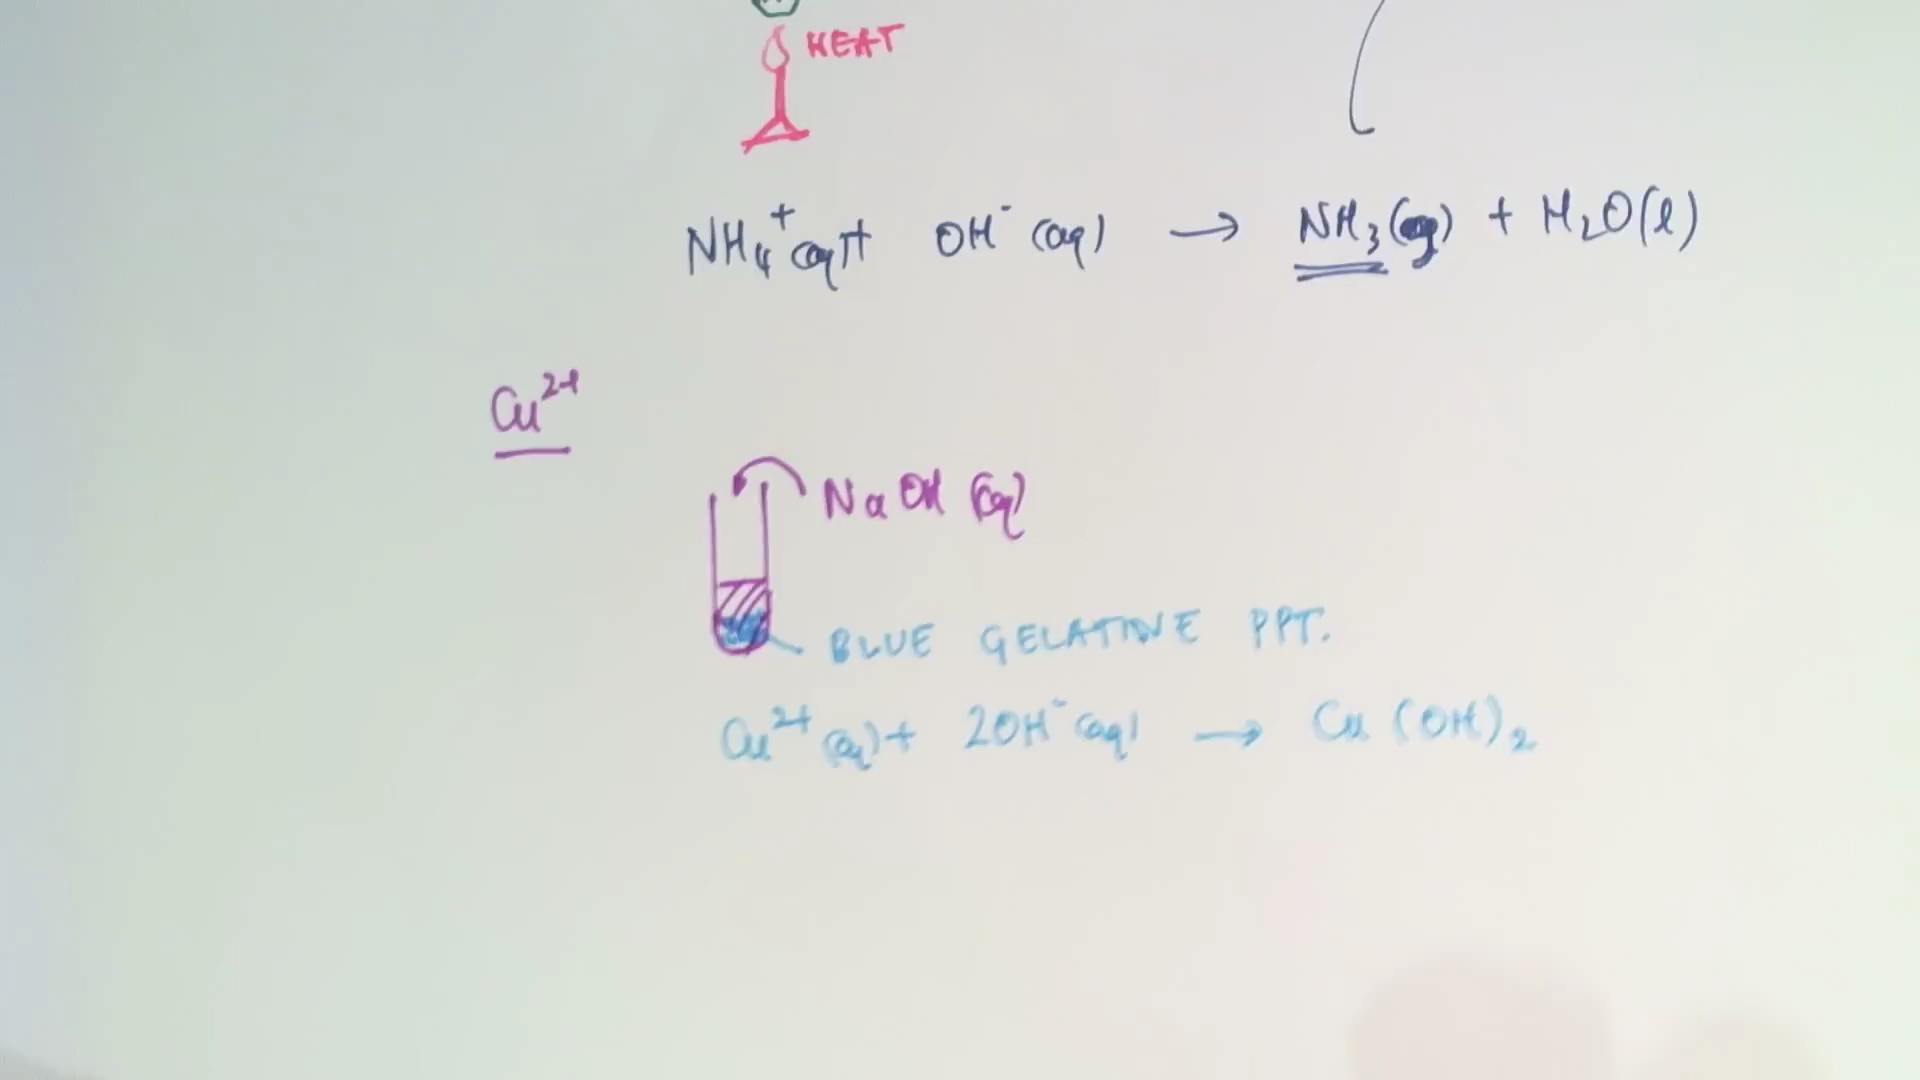 HEAT
NH₄⁺(aq) + OH⁻(aq) → NH₃(g) + H₂O(l)
Cu²⁺
NaOH (aq)
BLUE GELATINE PPT.
Cu²⁺(aq) + 2OH⁻(aq) → Cu(OH)₂